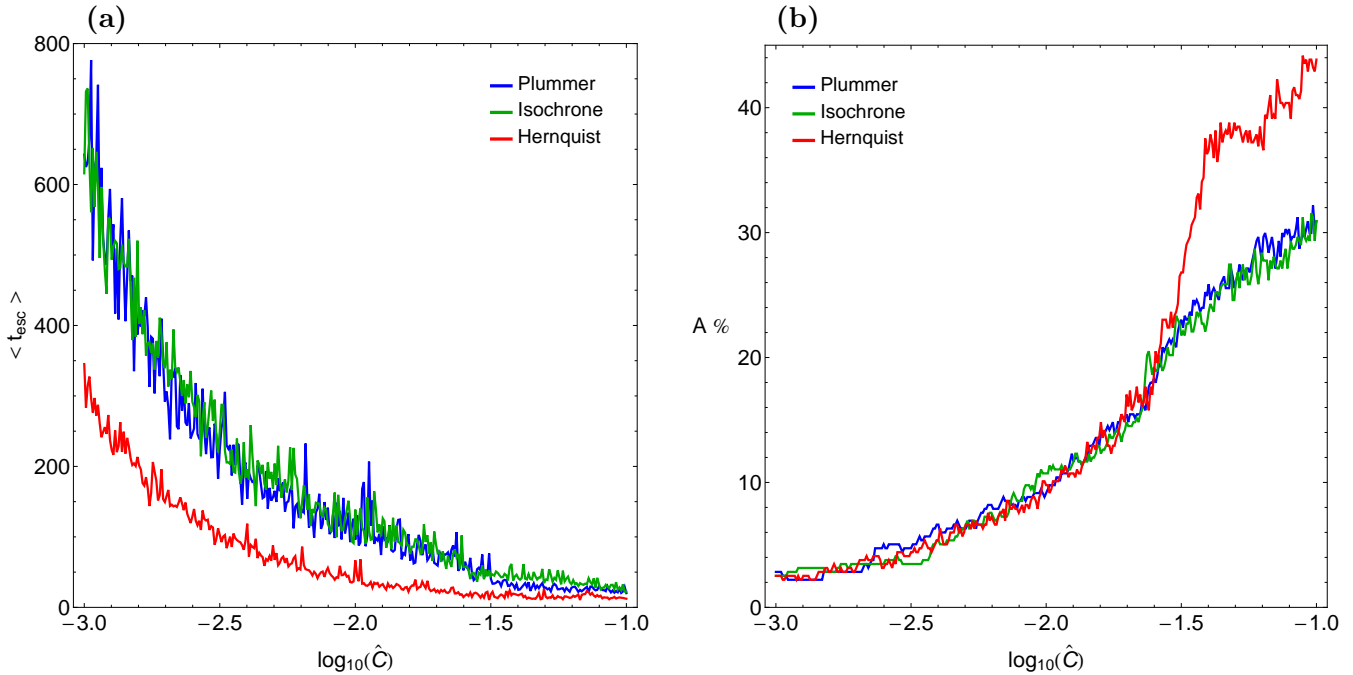 (a)
800
600
400
200
0
< t_esc >
Plummer
Isochrone
Hernquist
−3.0 −2.5 −2.0 −1.5 −1.0
log₁₀(Ĉ)
(b)
40
30
20
10
0
A %
Plummer
Isochrone
Hernquist
−3.0 −2.5 −2.0 −1.5 −1.0
log₁₀(Ĉ)